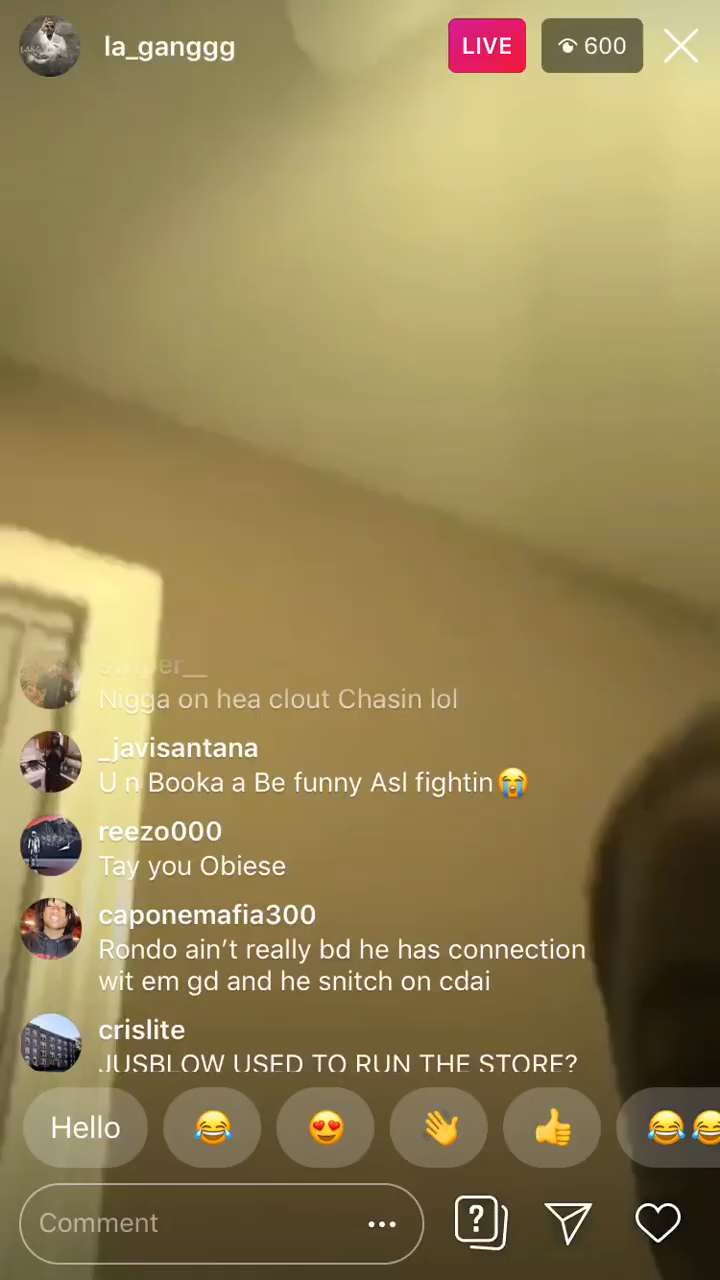 la_ganggg
LIVE
600
Nigga on hea clout Chasin lol
_javisantana
U n Booka a Be funny Asl fightin😭
reezo000
Tay you Obiese
caponemafia300
Rondo ain’t really bd he has connection
wit em gd and he snitch on cdai
crislite
JUSBLOW USED TO RUN THE STORE?
Hello
Comment